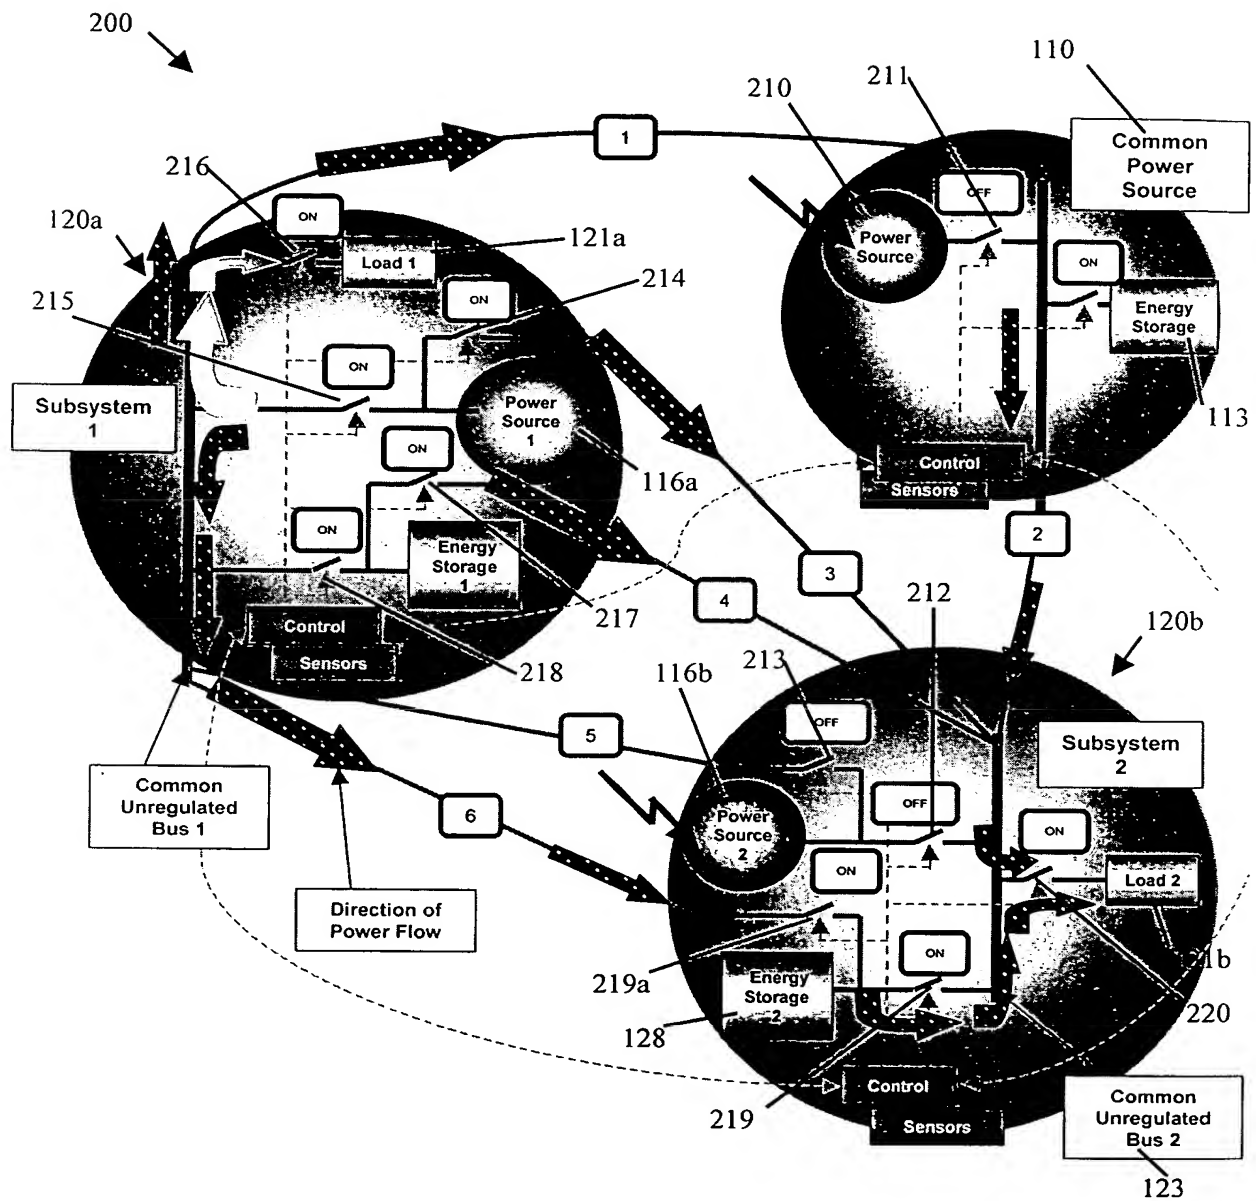 200
110
211
210
1
Common
Power
Source
216
ON
OFF
120a
121a
Load 1
Power
Source
ON
ON
214
215
Energy
Storage
ON
Subsystem
1
Power
Source
1
113
ON
116a
Control
Sensors
ON
2
Energy
Storage
1
3
4
212
217
120b
Control
Sensors
218
116b
213
OFF
Subsystem
2
5
Common
Unregulated
Bus 1
OFF
6
Power
Source
2
ON
ON
Load 2
Direction of
Power Flow
ON
219a
Energy
Storage
2
220
128
Control
219
Sensors
Common
Unregulated
Bus 2
123